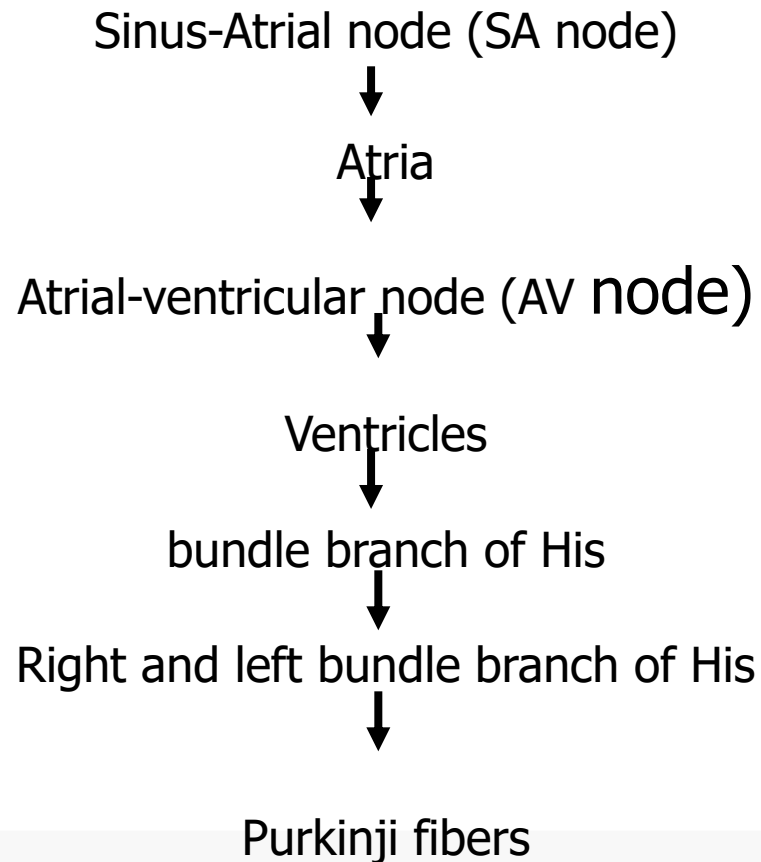 Sinus-Atrial node (SA node)
Atria
Atrial-ventricular node (AV node)
Ventricles
bundle branch of His
Right and left bundle branch of His
Purkinji fibers